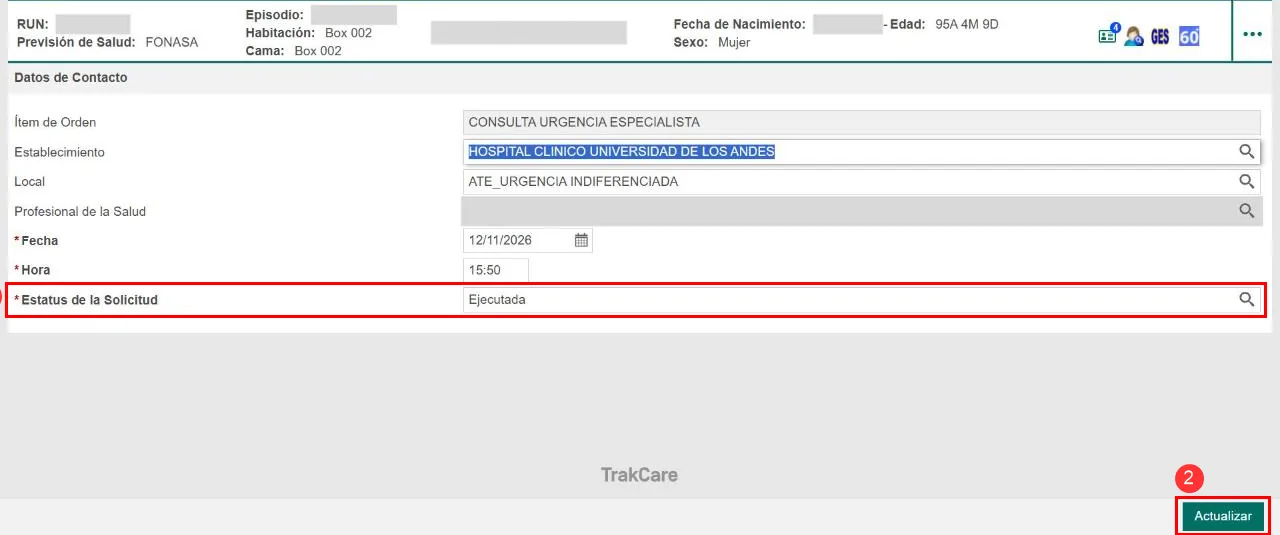 RUN:
Previsión de Salud: FONASA
Episodio:
Habitación: Box 002
Cama: Box 002
Fecha de Nacimiento: - Edad: 95A 4M 9D
Sexo: Mujer
4
GES
60
Datos de Contacto
Ítem de Orden CONSULTA URGENCIA ESPECIALISTA
Establecimiento HOSPITAL CLINICO UNIVERSIDAD DE LOS ANDES
Local ATE_URGENCIA INDIFERENCIADA
Profesional de la Salud
*Fecha 12/11/2026
*Hora 15:50
*Estatus de la Solicitud Ejecutada
TrakCare
2
Actualizar